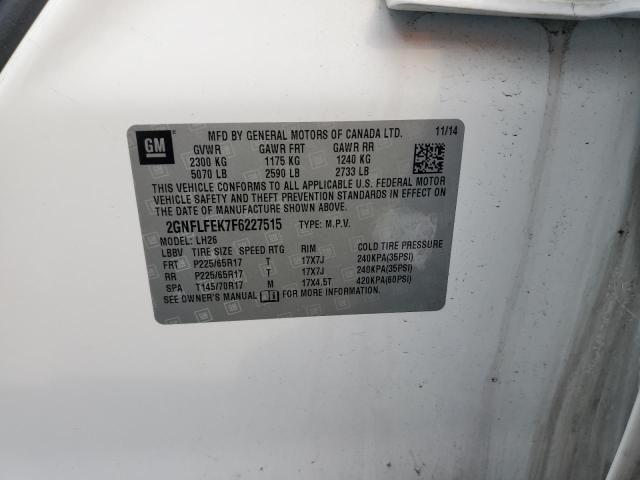 GM
MFD BY GENERAL MOTORS OF CANADA LTD. 11/14
GVWR GAWR FRT GAWR RR
2300 KG 1175 KG 1240 KG
5070 LB 2590 LB 2733 LB
THIS VEHICLE CONFORMS TO ALL APPLICABLE U.S. FEDERAL MOTOR
VEHICLE SAFETY AND THEFT PREVENTION STANDARDS IN EFFECT ON
THE DATE OF MANUFACTURE SHOWN ABOVE.
2GNFLFEK7F6227515 TYPE: M.P.V.
MODEL: LH26
LBBV TIRE SIZE SPEED RTG RIM COLD TIRE PRESSURE
FRT P225/65R17 T 17X7J 240KPA(35PSI)
RR P225/65R17 T 17X7J 240KPA(35PSI)
SPA T145/70R17 M 17X4.5T 420KPA(60PSI)
SEE OWNER'S MANUAL FOR MORE INFORMATION.